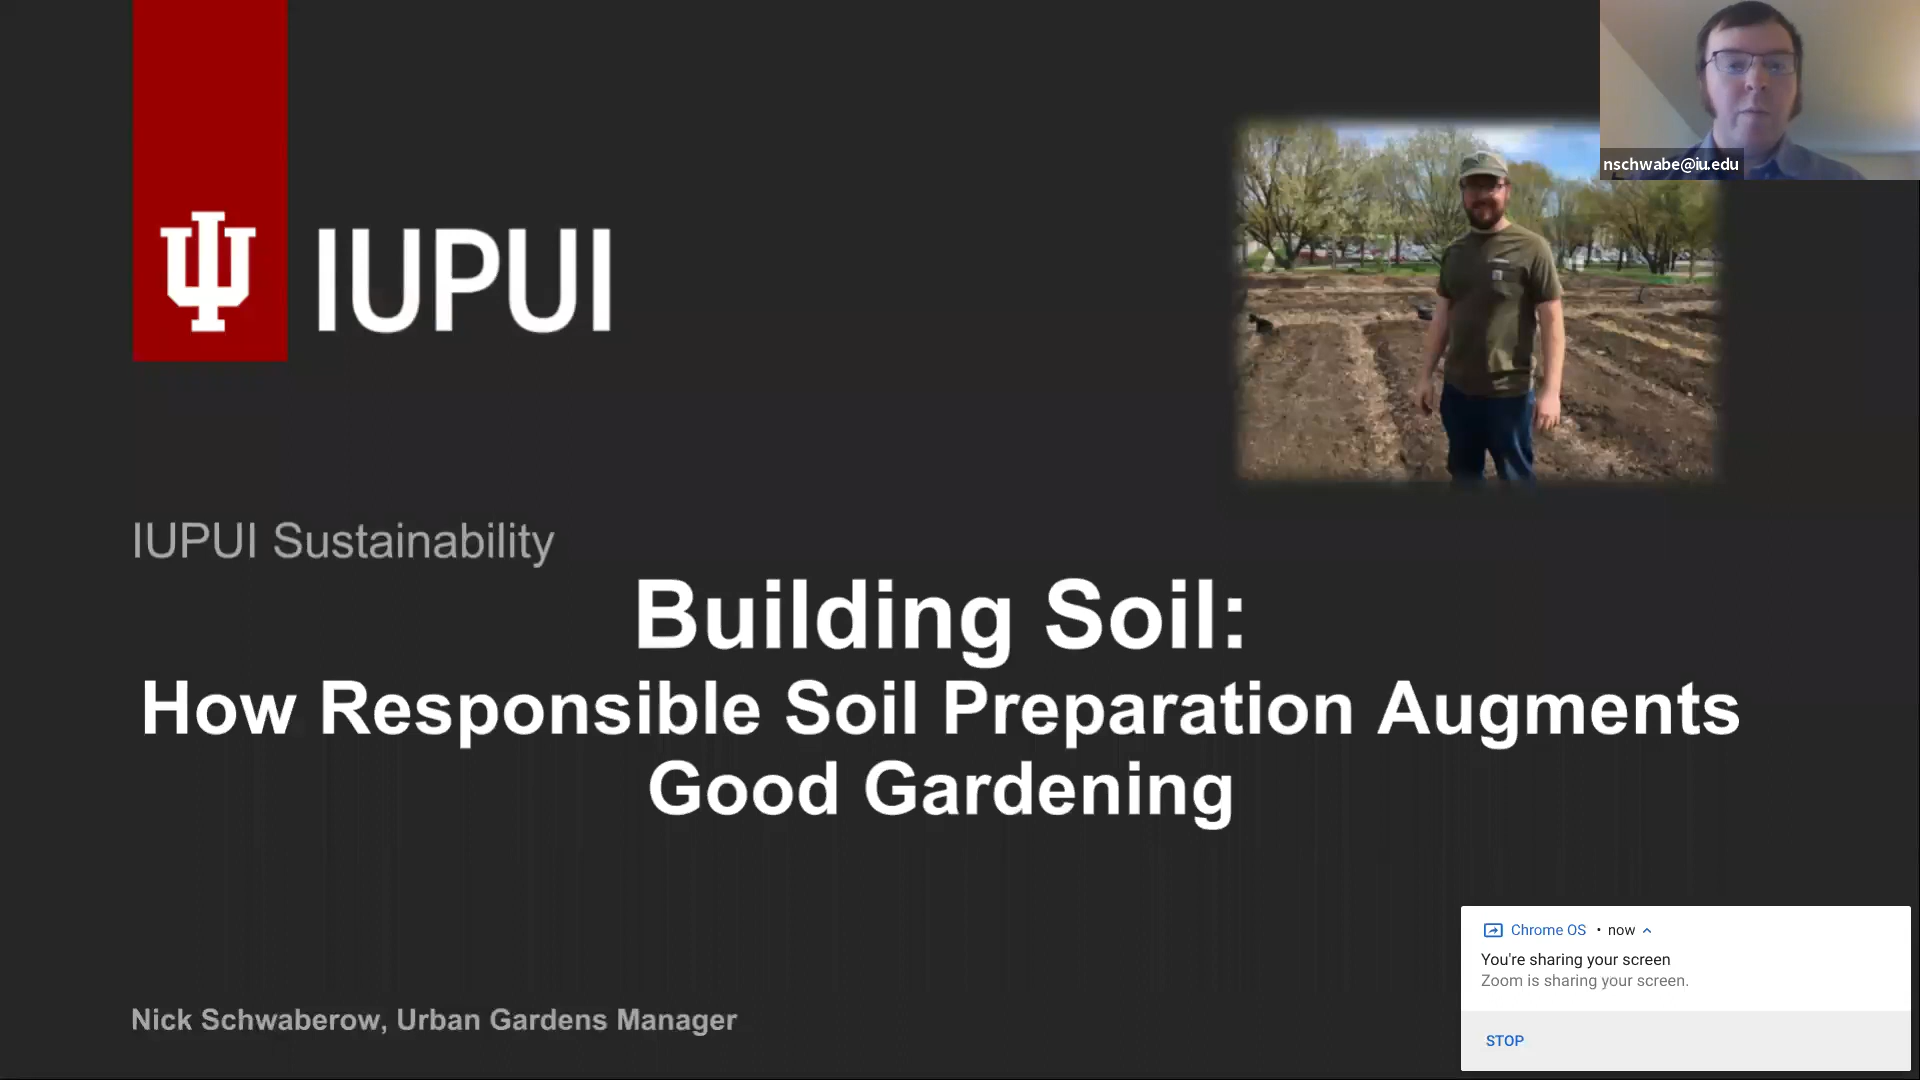 IUPUI
nschwabe@iu.edu
IUPUI Sustainability
Building Soil:
How Responsible Soil Preparation Augments
Good Gardening
Nick Schwaberow, Urban Gardens Manager
Chrome OS • now
You're sharing your screen
Zoom is sharing your screen.
STOP